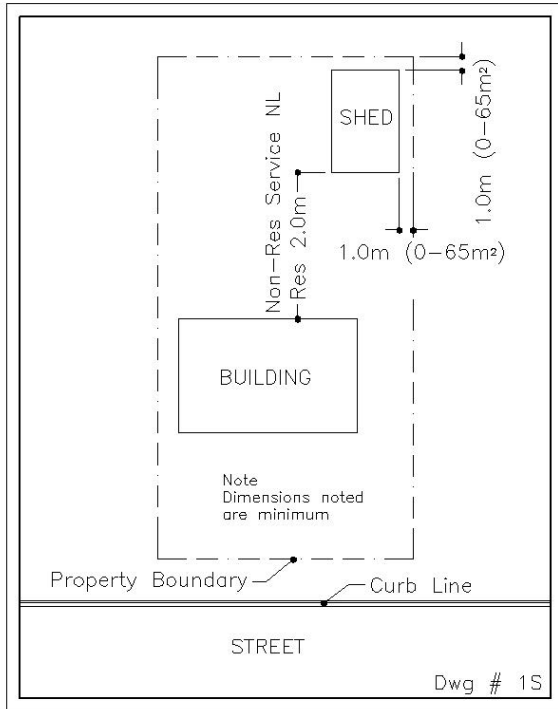 SHED
1.0m (0-65m²)
Non-Res Service NL
Res 2.0m
1.0m (0-65m²)
BUILDING
Note
Dimensions noted
are minimum
Property Boundary
Curb Line
STREET
Dwg # 1S